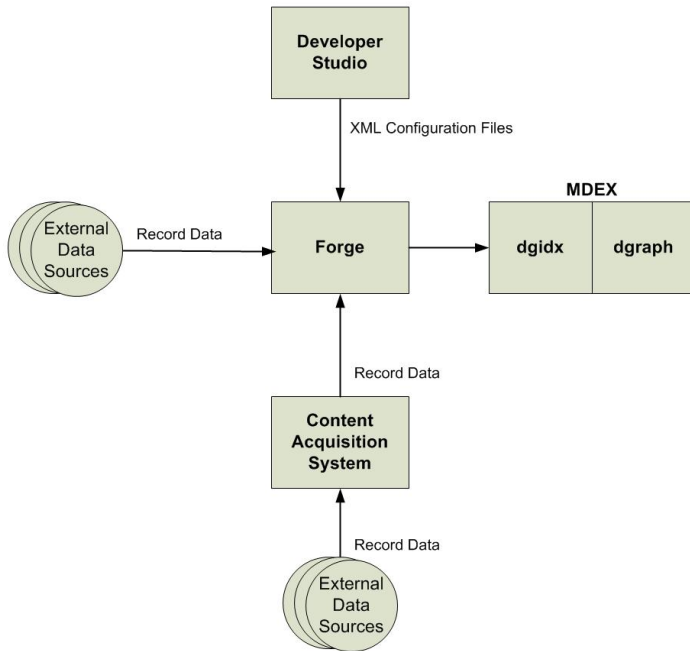 Developer
Studio
XML Configuration Files
MDEX
External
Data
Sources
Record Data
Forge
dgidx
dgraph
Record Data
Content
Acquisition
System
Record Data
External
Data
Sources